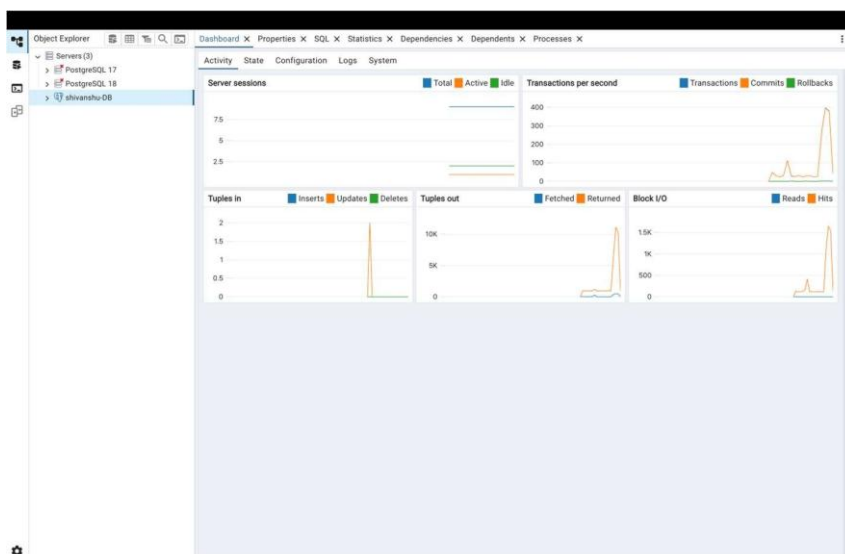 Object Explorer
Dashboard Properties SQL Statistics Dependencies Dependents Processes
Servers (3)
PostgreSQL 17
PostgreSQL 18
shivanshu-DB
Activity State Configuration Logs System
Server sessions Total Active Idle
7.5
5
2.5
Transactions per second Transactions Commits Rollbacks
400
300
200
100
0
Tuples in Inserts Updates Deletes
2
1.5
1
0.5
0
Tuples out Fetched Returned
10K
5K
0
Block I/O Reads Hits
1.5K
1K
500
0